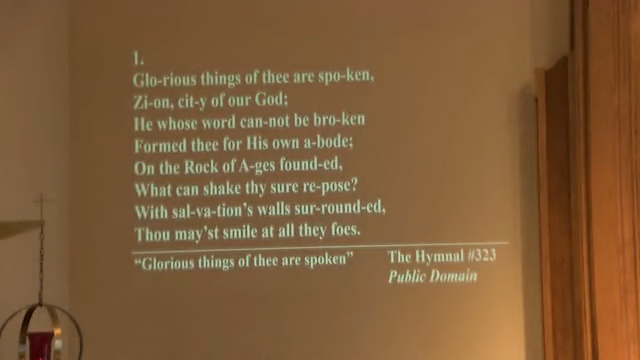 1.
Glo-rious things of thee are spo-ken,
Zi-on, cit-y of our God;
He whose word can-not be bro-ken
Formed thee for His own a-bode;
On the Rock of A-ges found-ed,
What can shake thy sure re-pose?
With sal-va-tion's walls sur-round-ed,
Thou may'st smile at all they foes.
"Glorious things of thee are spoken"
The Hymnal #323
Public Domain